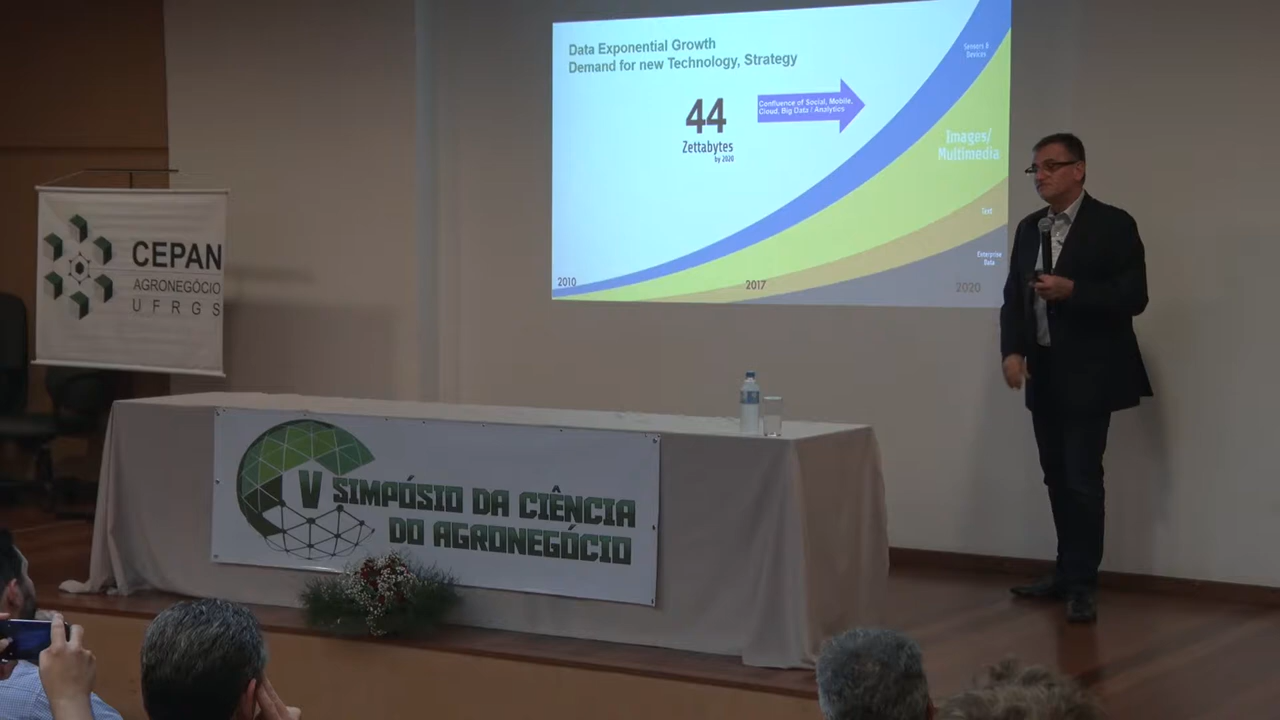 Data Exponential Growth
Demand for new Technology, Strategy
44
Zettabytes
by 2020
Confluence of Social, Mobile,
Cloud, Big Data / Analytics
Sensors &
Devices
Images/
Multimedia
Text
Enterprise
Data
2010
2017
2020
CEPAN
AGRONEGÓCIO
UFRGS
V SIMPÓSIO DA CIÊNCIA
DO AGRONEGÓCIO